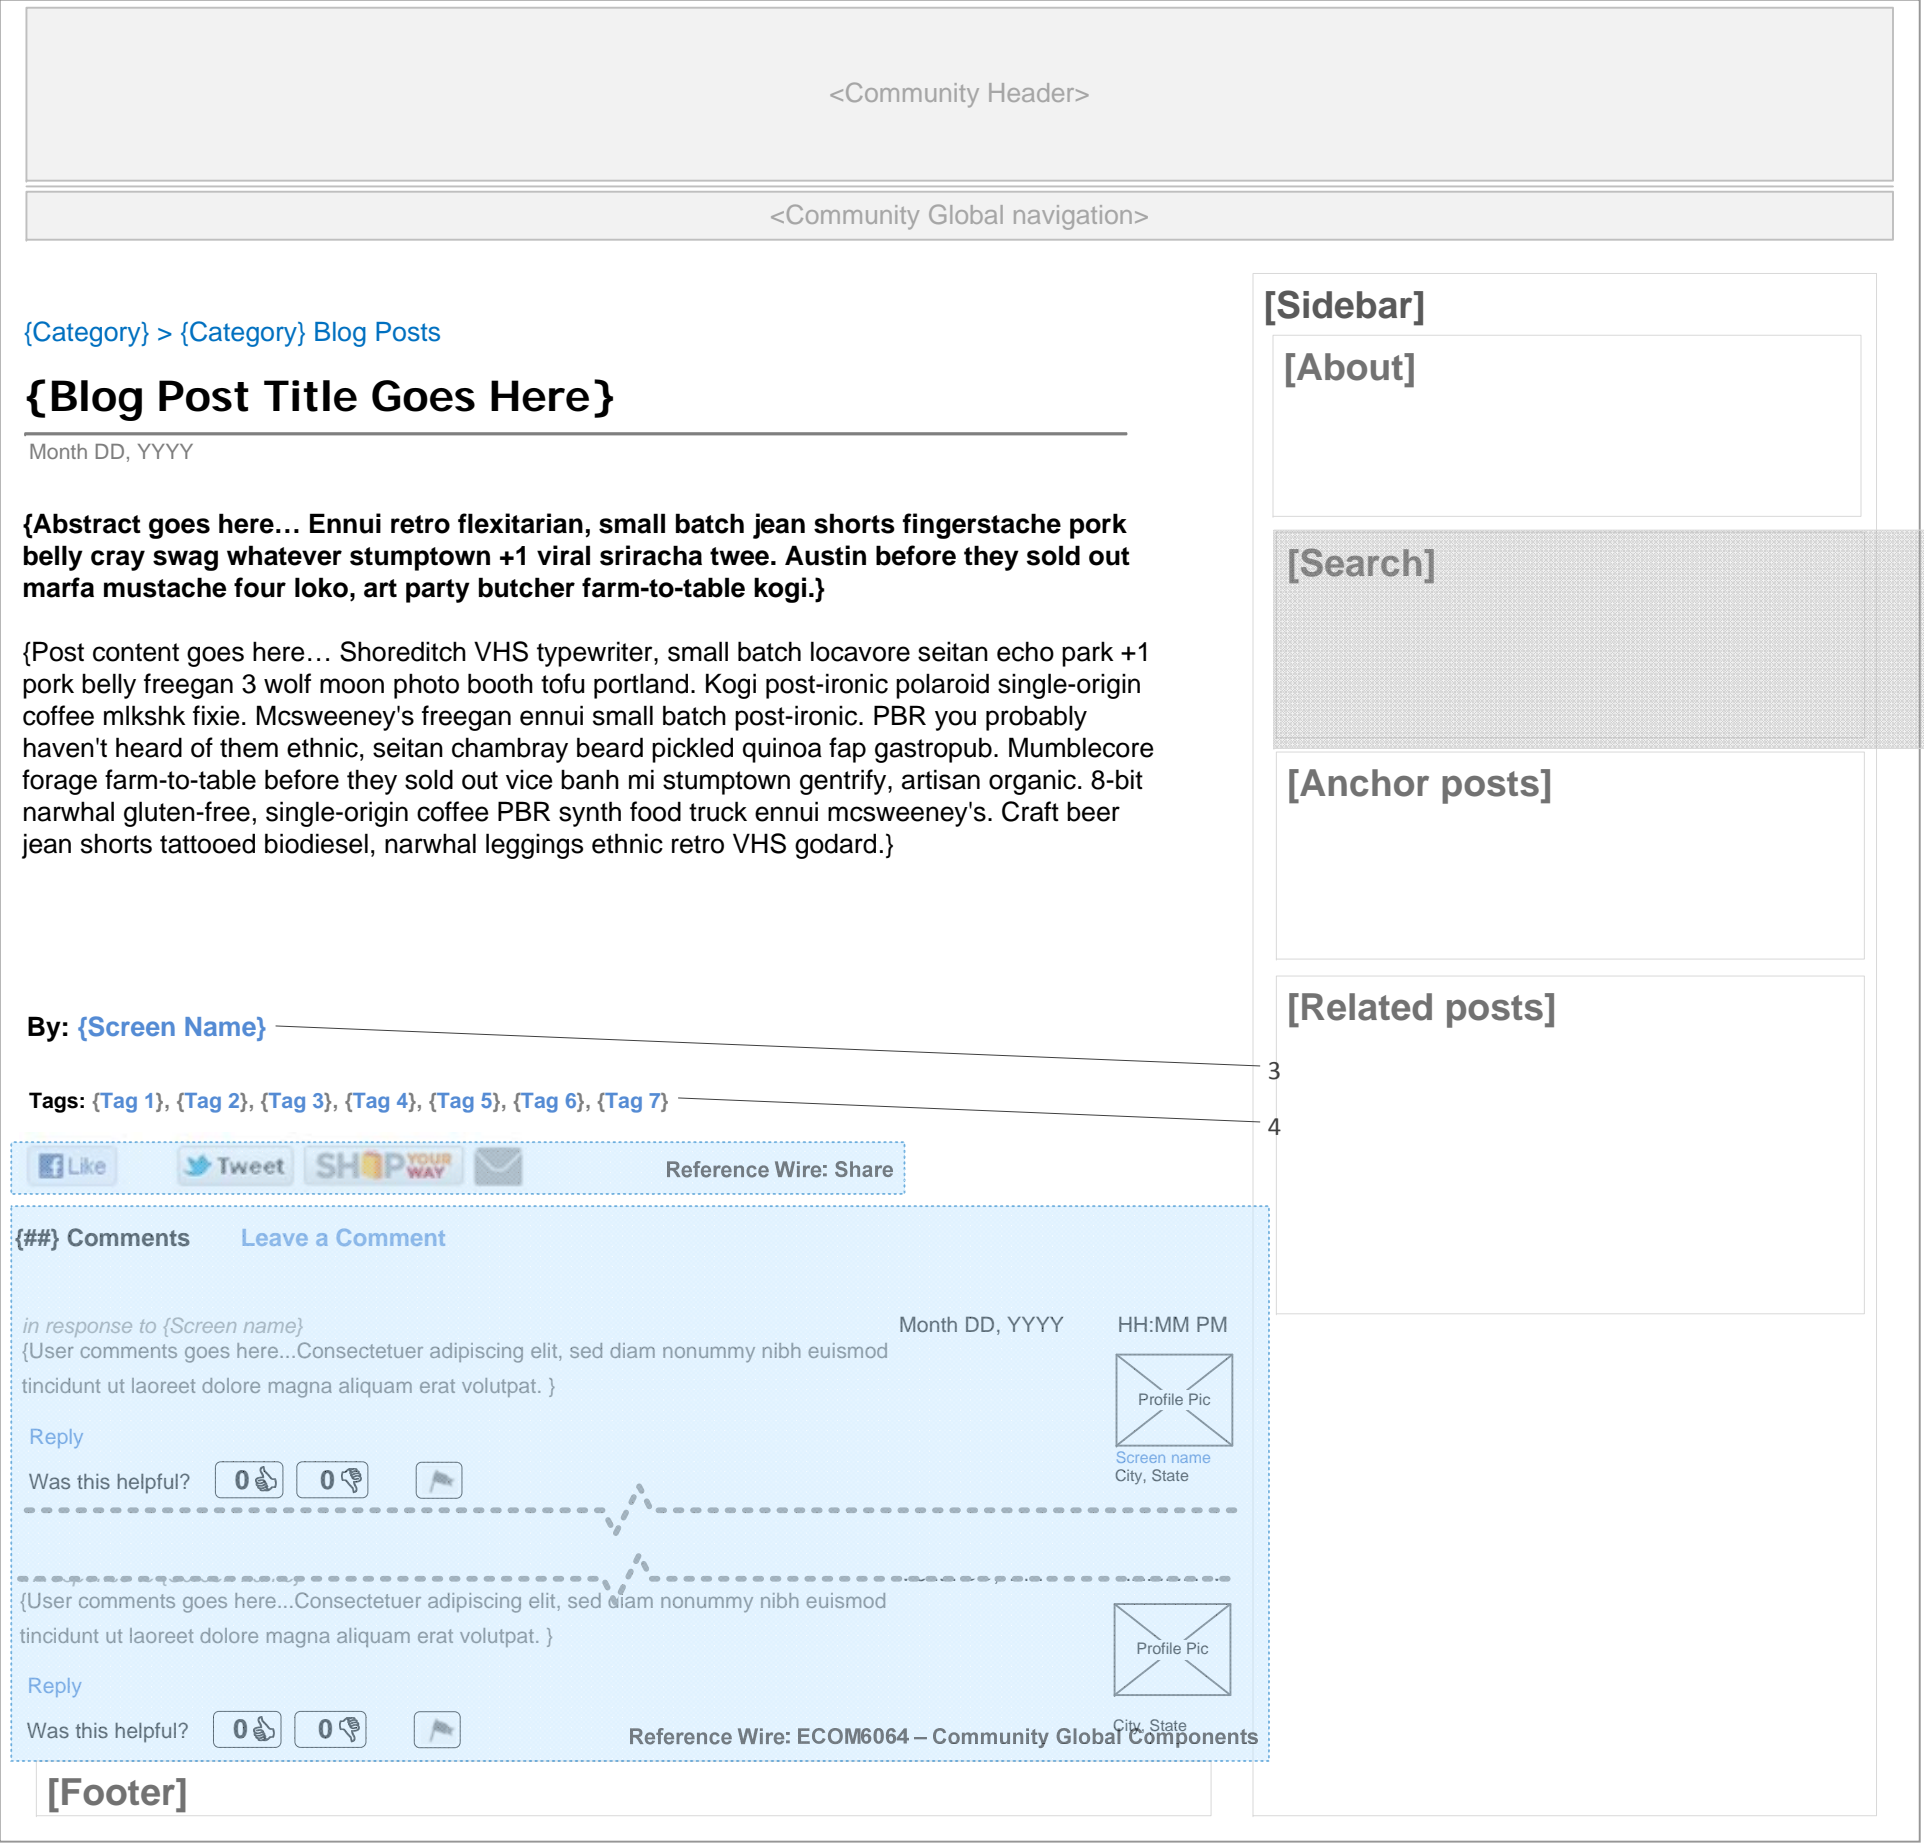 <Community Header>
<Community Global navigation>
{Category} > {Category} Blog Posts
{Blog Post Title Goes Here}
Month DD, YYYY
{Abstract goes here… Ennui retro flexitarian, small batch jean shorts fingerstache pork
belly cray swag whatever stumptown +1 viral sriracha twee. Austin before they sold out
marfa mustache four loko, art party butcher farm-to-table kogi.}
{Post content goes here… Shoreditch VHS typewriter, small batch locavore seitan echo park +1
pork belly freegan 3 wolf moon photo booth tofu portland. Kogi post-ironic polaroid single-origin
coffee mlkshk fixie. Mcsweeney's freegan ennui small batch post-ironic. PBR you probably
haven't heard of them ethnic, seitan chambray beard pickled quinoa fap gastropub. Mumblecore
forage farm-to-table before they sold out vice banh mi stumptown gentrify, artisan organic. 8-bit
narwhal gluten-free, single-origin coffee PBR synth food truck ennui mcsweeney's. Craft beer
jean shorts tattooed biodiesel, narwhal leggings ethnic retro VHS godard.}
By: {Screen Name}
3
Tags: {Tag 1}, {Tag 2}, {Tag 3}, {Tag 4}, {Tag 5}, {Tag 6}, {Tag 7}
4
Like
Tweet
SHOP YOUR WAY
Reference Wire: Share
{##} Comments Leave a Comment
in response to {Screen name}
Month DD, YYYY HH:MM PM
{User comments goes here...Consectetuer adipiscing elit, sed diam nonummy nibh euismod
tincidunt ut laoreet dolore magna aliquam erat volutpat. }
Profile Pic
Screen name
City, State
Reply
Was this helpful? 0 0
{User comments goes here...Consectetuer adipiscing elit, sed diam nonummy nibh euismod
tincidunt ut laoreet dolore magna aliquam erat volutpat. }
Profile Pic
City, State
Reply
Was this helpful? 0 0
Reference Wire: ECOM6064 – Community Global Components
[Footer]
[Sidebar]
[About]
[Search]
[Anchor posts]
[Related posts]